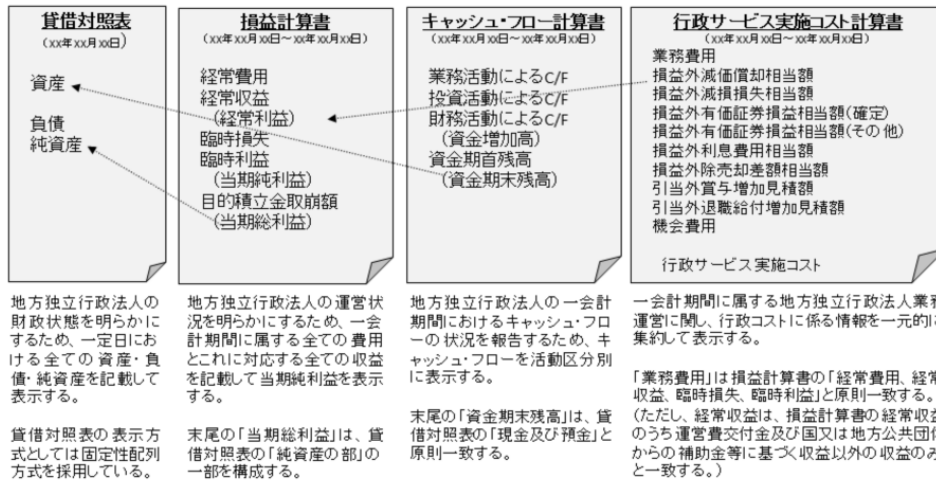 貸借対照表
（xx年xx月xx日）
資産
負債
純資産
地方独立行政法人の
財政状態を明らかに
するため、一定日にお
ける全ての資産・負
債・純資産を記載して
表示する。
貸借対照表の表示方
式としては固定性配列
方式を採用している。
損益計算書
（xx年xx月xx日～xx年xx月xx日）
経常費用
経常収益
（経常利益）
臨時損失
臨時利益
（当期純利益）
目的積立金取崩額
（当期総利益）
地方独立行政法人の運営状
況を明らかにするため、一会
計期間に属する全ての費用
とこれに対応する全ての収益
を記載して当期純利益を表示
する。
末尾の「当期総利益」は、貸
借対照表の「純資産の部」の
一部を構成する。
キャッシュ・フロー計算書
（xx年xx月xx日～xx年xx月xx日）
業務活動によるC/F
投資活動によるC/F
財務活動によるC/F
（資金増加高）
資金期首残高
（資金期末残高）
地方独立行政法人の一会計
期間におけるキャッシュ・フロ
ーの状況を報告するため、キ
ャッシュ・フローを活動区分別
に表示する。
末尾の「資金期末残高」は、貸
借対照表の「現金及び預金」と
原則一致する。
行政サービス実施コスト計算書
（xx年xx月xx日～xx年xx月xx日）
業務費用
損益外減価償却相当額
損益外減損損失相当額
損益外有価証券損益相当額（確定）
損益外有価証券損益相当額（その他）
損益外利息費用相当額
損益外除売却差額相当額
引当外賞与増加見積額
引当外退職給付増加見積額
機会費用
行政サービス実施コスト
一会計期間に属する地方独立行政法人業務
運営に関し、行政コストに係る情報を一元的に
集約して表示する。
「業務費用」は損益計算書の「経常費用、経常
収益、臨時損失、臨時利益」と原則一致する。
（ただし、経常収益は、損益計算書の経常収益
のうち運営費交付金及び国又は地方公共団体
からの補助金等に基づく収益以外の収益のみ
と一致する。）